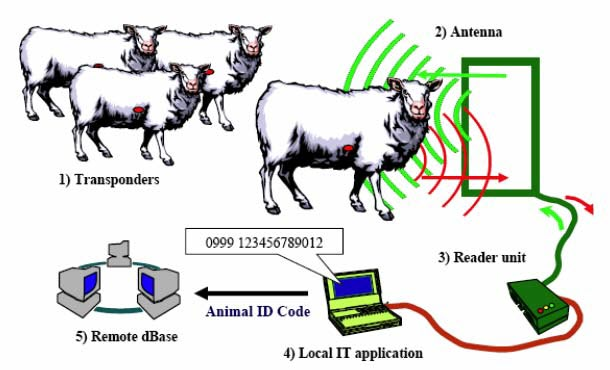 2) Antenna
1) Transponders
0999 123456789012
3) Reader unit
Animal ID Code
5) Remote dBase
4) Local IT application